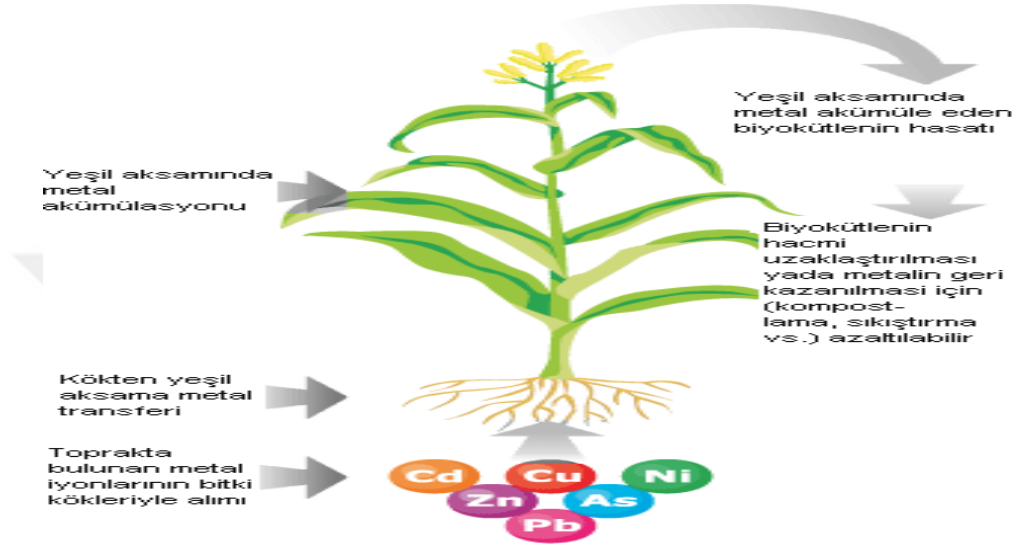 Yeşil aksamında
metal akümüle eden
biyokütlenin hasatı
Yeşil aksamında
metal
akümülasyonu
Biyokütlenin
hacmi
uzaklaştırılması
yada metalin geri
kazanılması için
(kompost-
lama, sıkıştırma
vs.) azaltılabilir
Kökten yeşil
aksama metal
transferi
Toprakta
bulunan metal
iyonlarının bitki
kökleriyle alımı
Cd
Cu
Ni
Zn
As
Pb